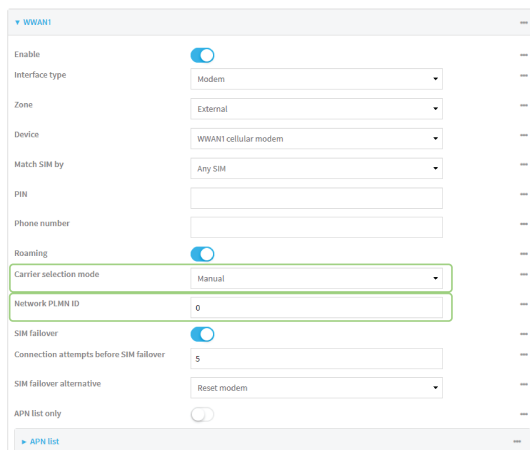 WWAN1
Enable
Interface type Modem
Zone External
Device WWAN1 cellular modem
Match SIM by Any SIM
PIN
Phone number
Roaming
Carrier selection mode Manual
Network PLMN ID 0
SIM failover
Connection attempts before SIM failover 5
SIM failover alternative Reset modem
APN list only
APN list